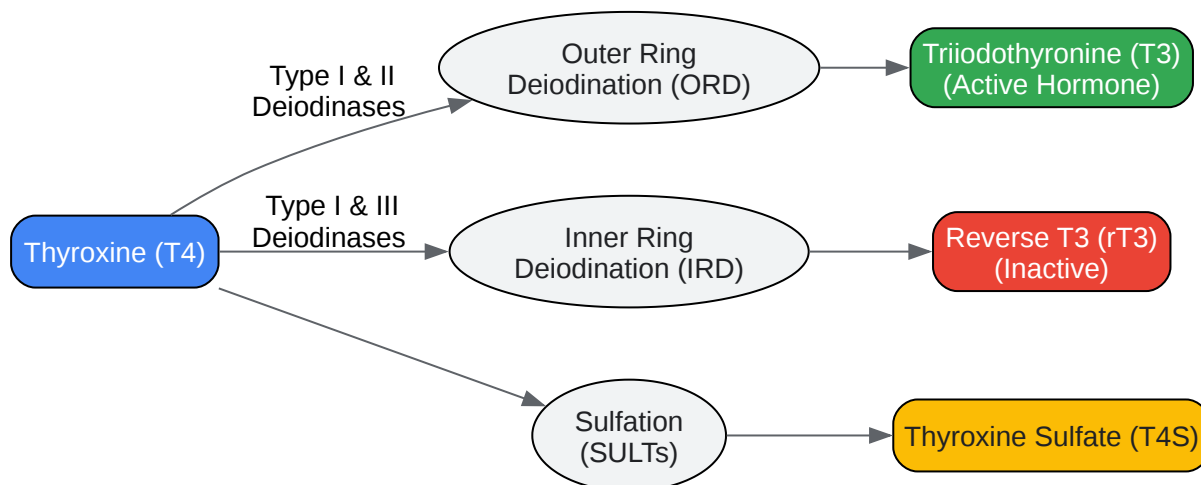 Type I & II
Deiodinases
Outer Ring
Deiodination (ORD)
Triiodothyronine (T3)
(Active Hormone)
Thyroxine (T4)
Type I & III
Deiodinases
Inner Ring
Deiodination (IRD)
Reverse T3 (rT3)
(Inactive)
Sulfation
(SULTs)
Thyroxine Sulfate (T4S)